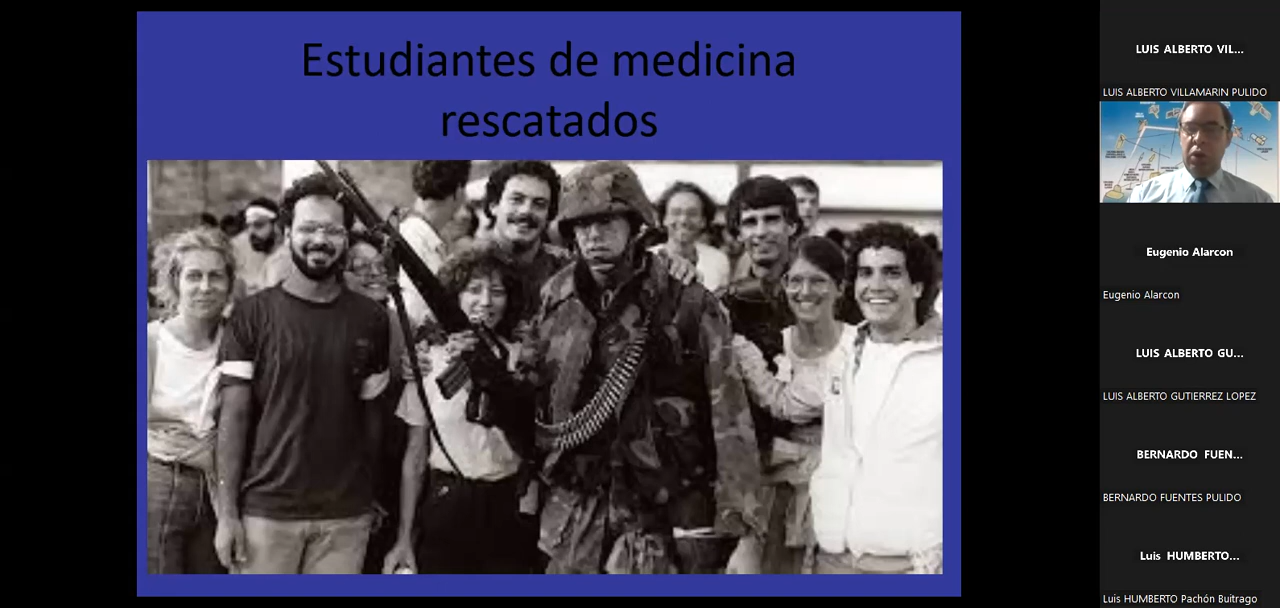 Estudiantes de medicina
rescatados
LUIS ALBERTO VIL...
LUIS ALBERTO VILLAMARIN PULIDO
Eugenio Alarcon
Eugenio Alarcon
LUIS ALBERTO GU...
LUIS ALBERTO GUTIERREZ LOPEZ
BERNARDO FUEN...
BERNARDO FUENTES PULIDO
Luis HUMBERTO...
Luis HUMBERTO Pachón Buitrago